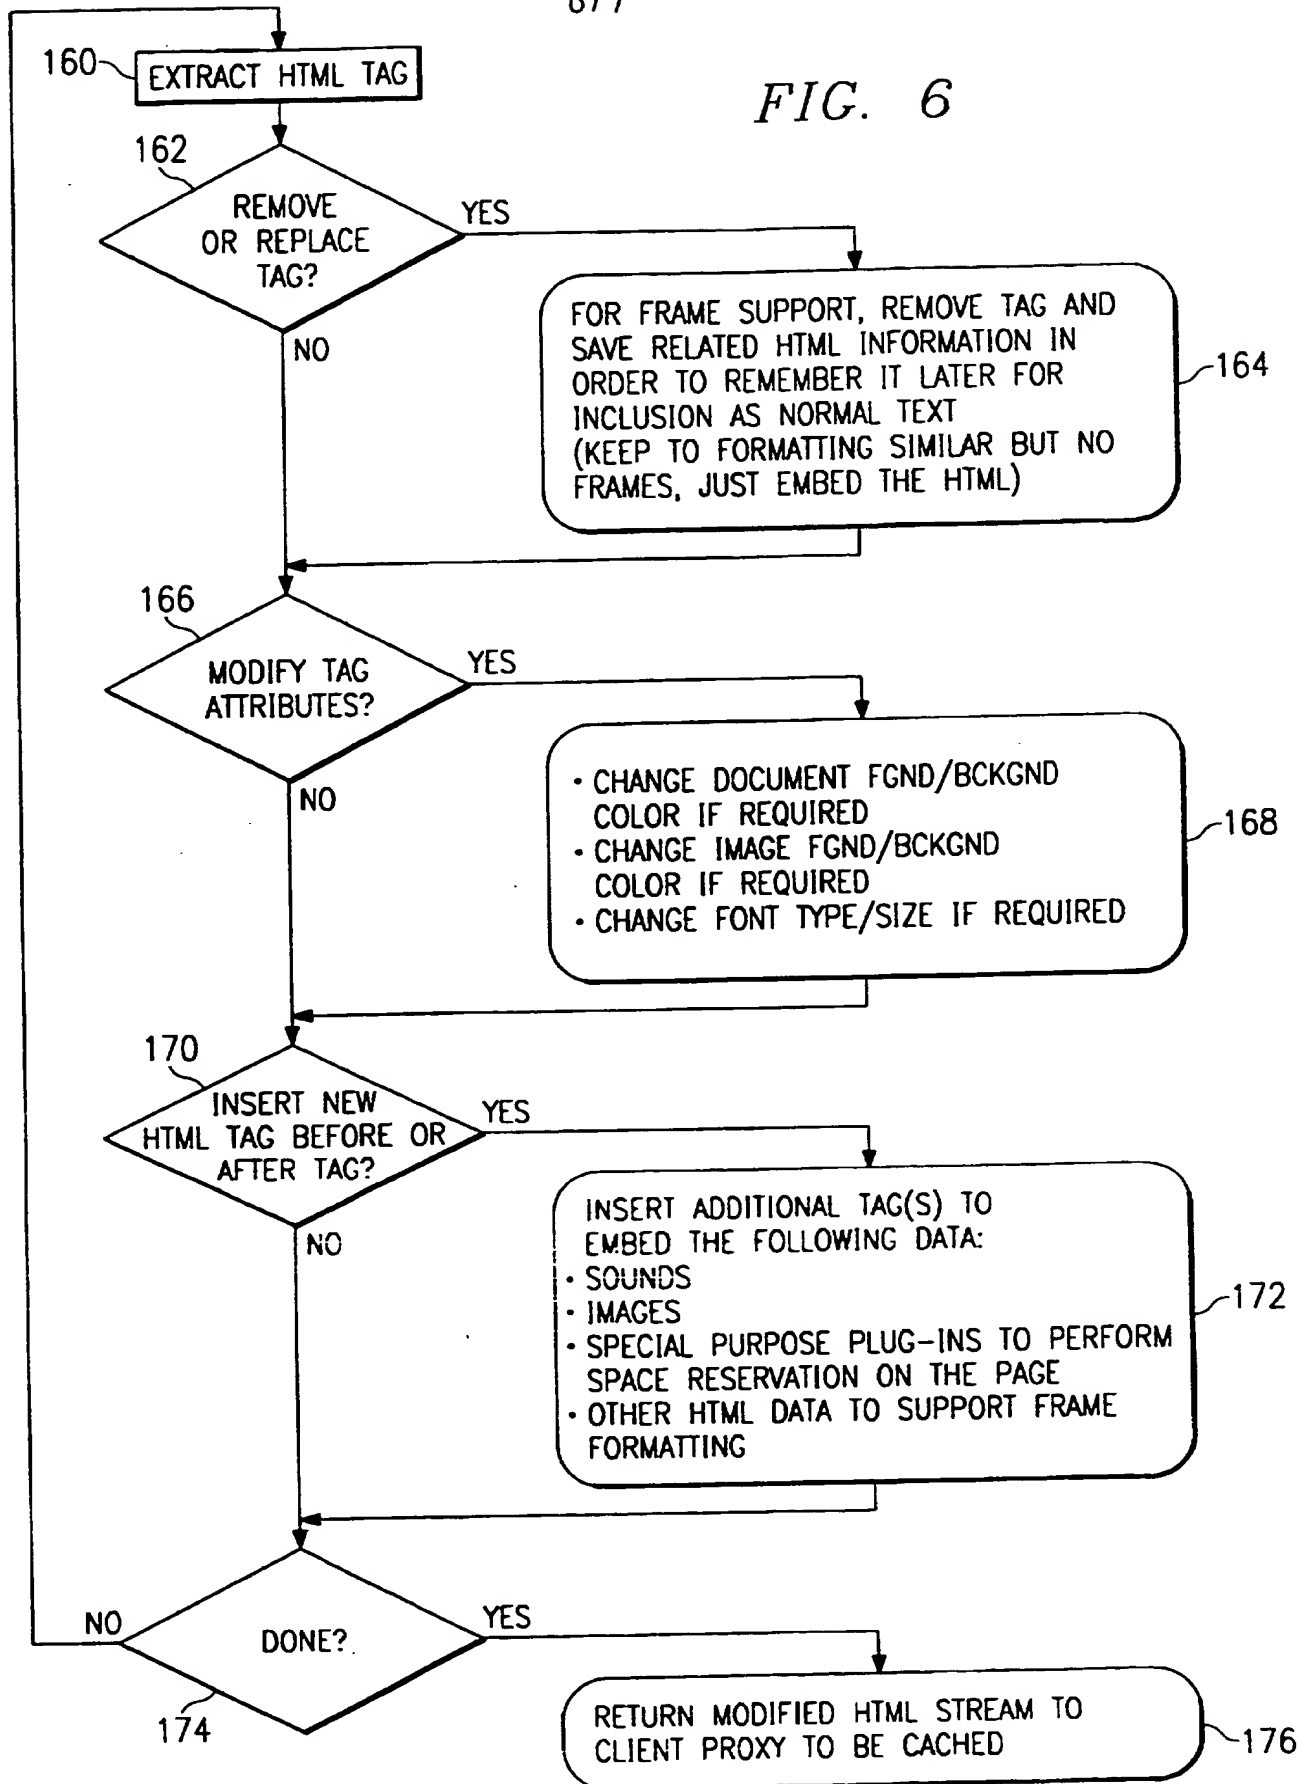 160
EXTRACT HTML TAG
FIG. 6
162
REMOVE
OR REPLACE
TAG?
YES
NO
FOR FRAME SUPPORT, REMOVE TAG AND
SAVE RELATED HTML INFORMATION IN
ORDER TO REMEMBER IT LATER FOR
INCLUSION AS NORMAL TEXT
(KEEP TO FORMATTING SIMILAR BUT NO
FRAMES, JUST EMBED THE HTML)
164
166
MODIFY TAG
ATTRIBUTES?
YES
NO
• CHANGE DOCUMENT FGND/BCKGND
COLOR IF REQUIRED
• CHANGE IMAGE FGND/BCKGND
COLOR IF REQUIRED
• CHANGE FONT TYPE/SIZE IF REQUIRED
168
170
INSERT NEW
HTML TAG BEFORE OR
AFTER TAG?
YES
NO
INSERT ADDITIONAL TAG(S) TO
EMBED THE FOLLOWING DATA:
• SOUNDS
• IMAGES
• SPECIAL PURPOSE PLUG-INS TO PERFORM
SPACE RESERVATION ON THE PAGE
• OTHER HTML DATA TO SUPPORT FRAME
FORMATTING
172
NO
DONE?
YES
174
RETURN MODIFIED HTML STREAM TO
CLIENT PROXY TO BE CACHED
176